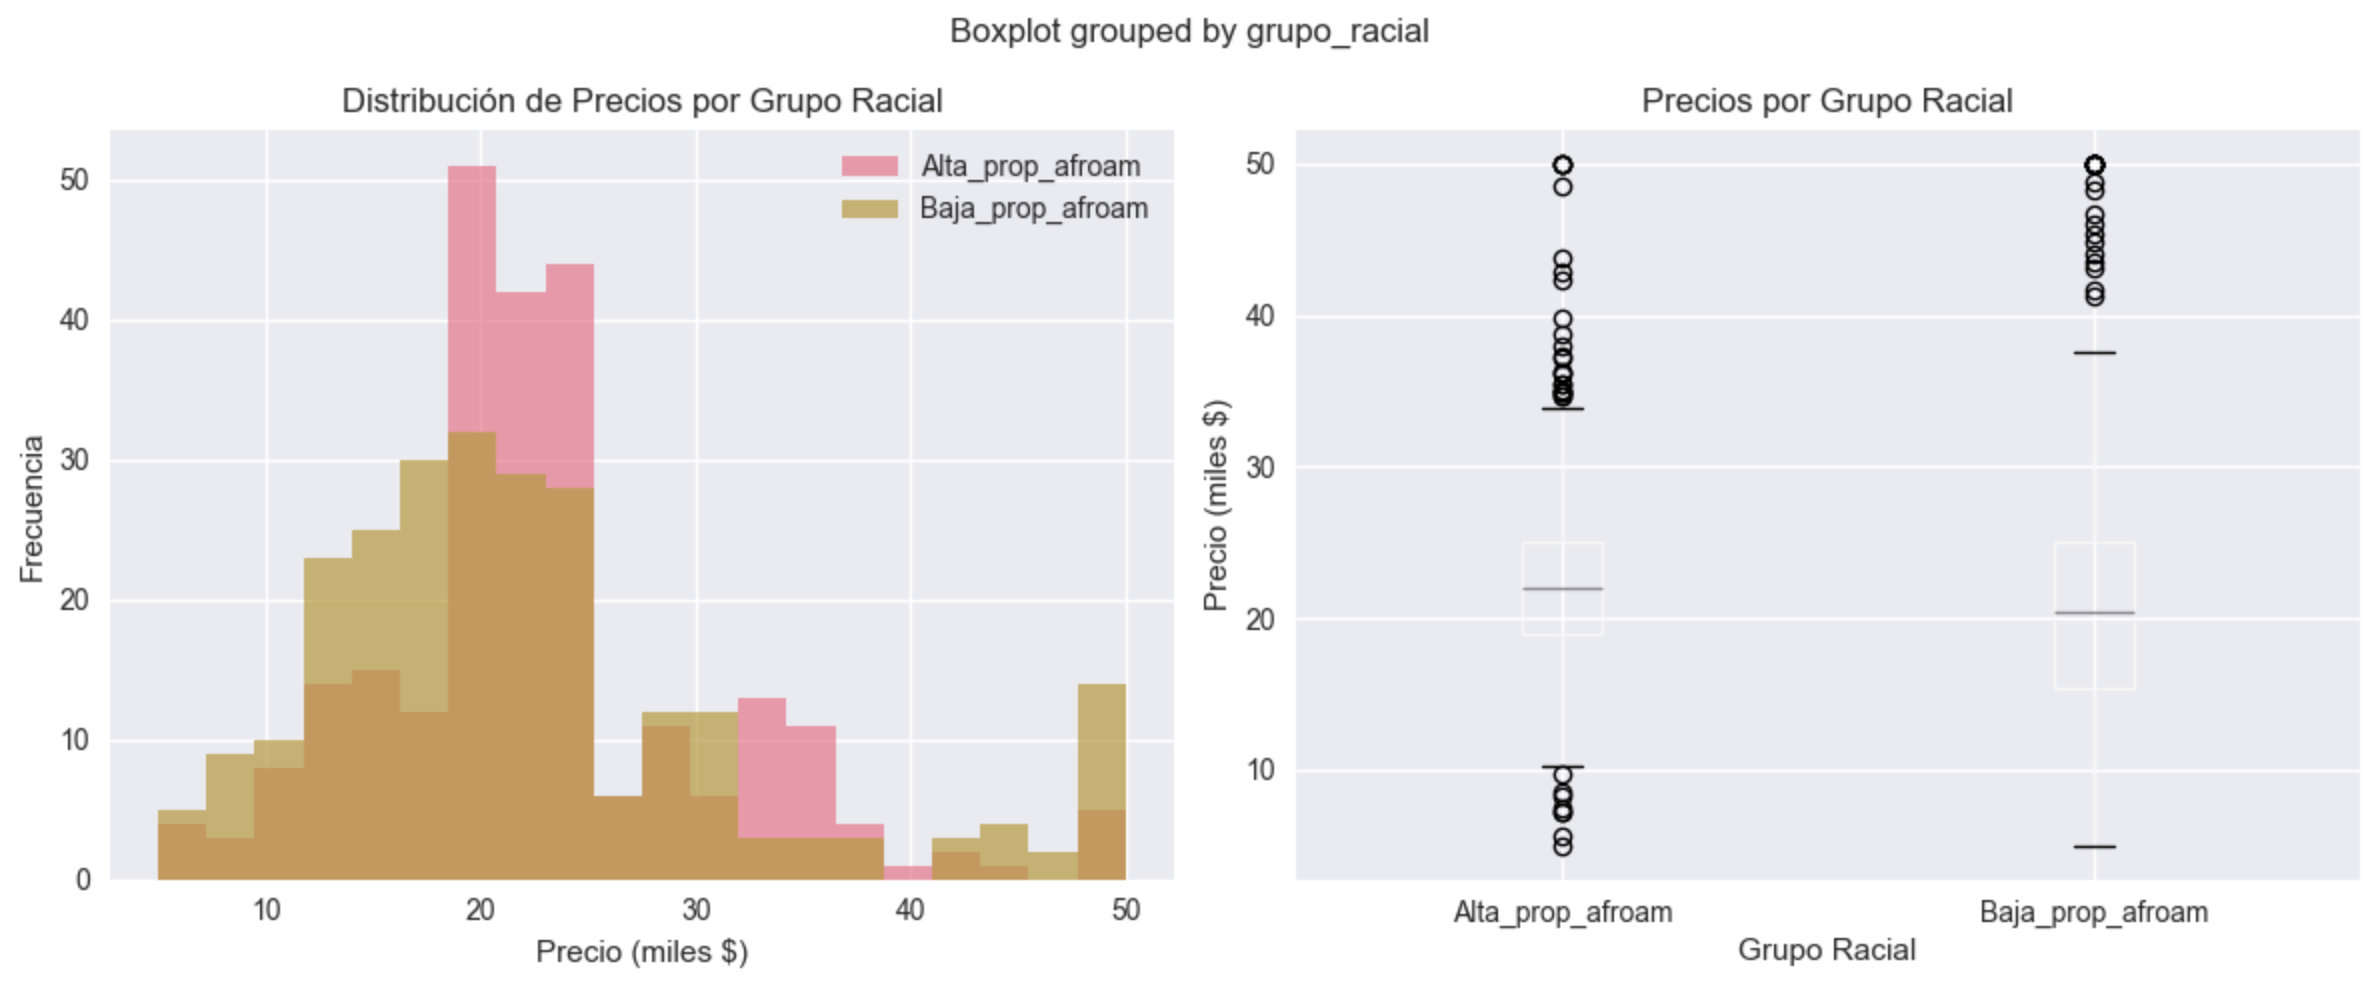 Boxplot grouped by grupo_racial
Distribución de Precios por Grupo Racial
Alta_prop_afroam
Baja_prop_afroam
50
40
30
20
10
0
Frecuencia
10 20 30 40 50
Precio (miles $)
Precios por Grupo Racial
50
40
30
20
10
Precio (miles $)
Alta_prop_afroam Baja_prop_afroam
Grupo Racial